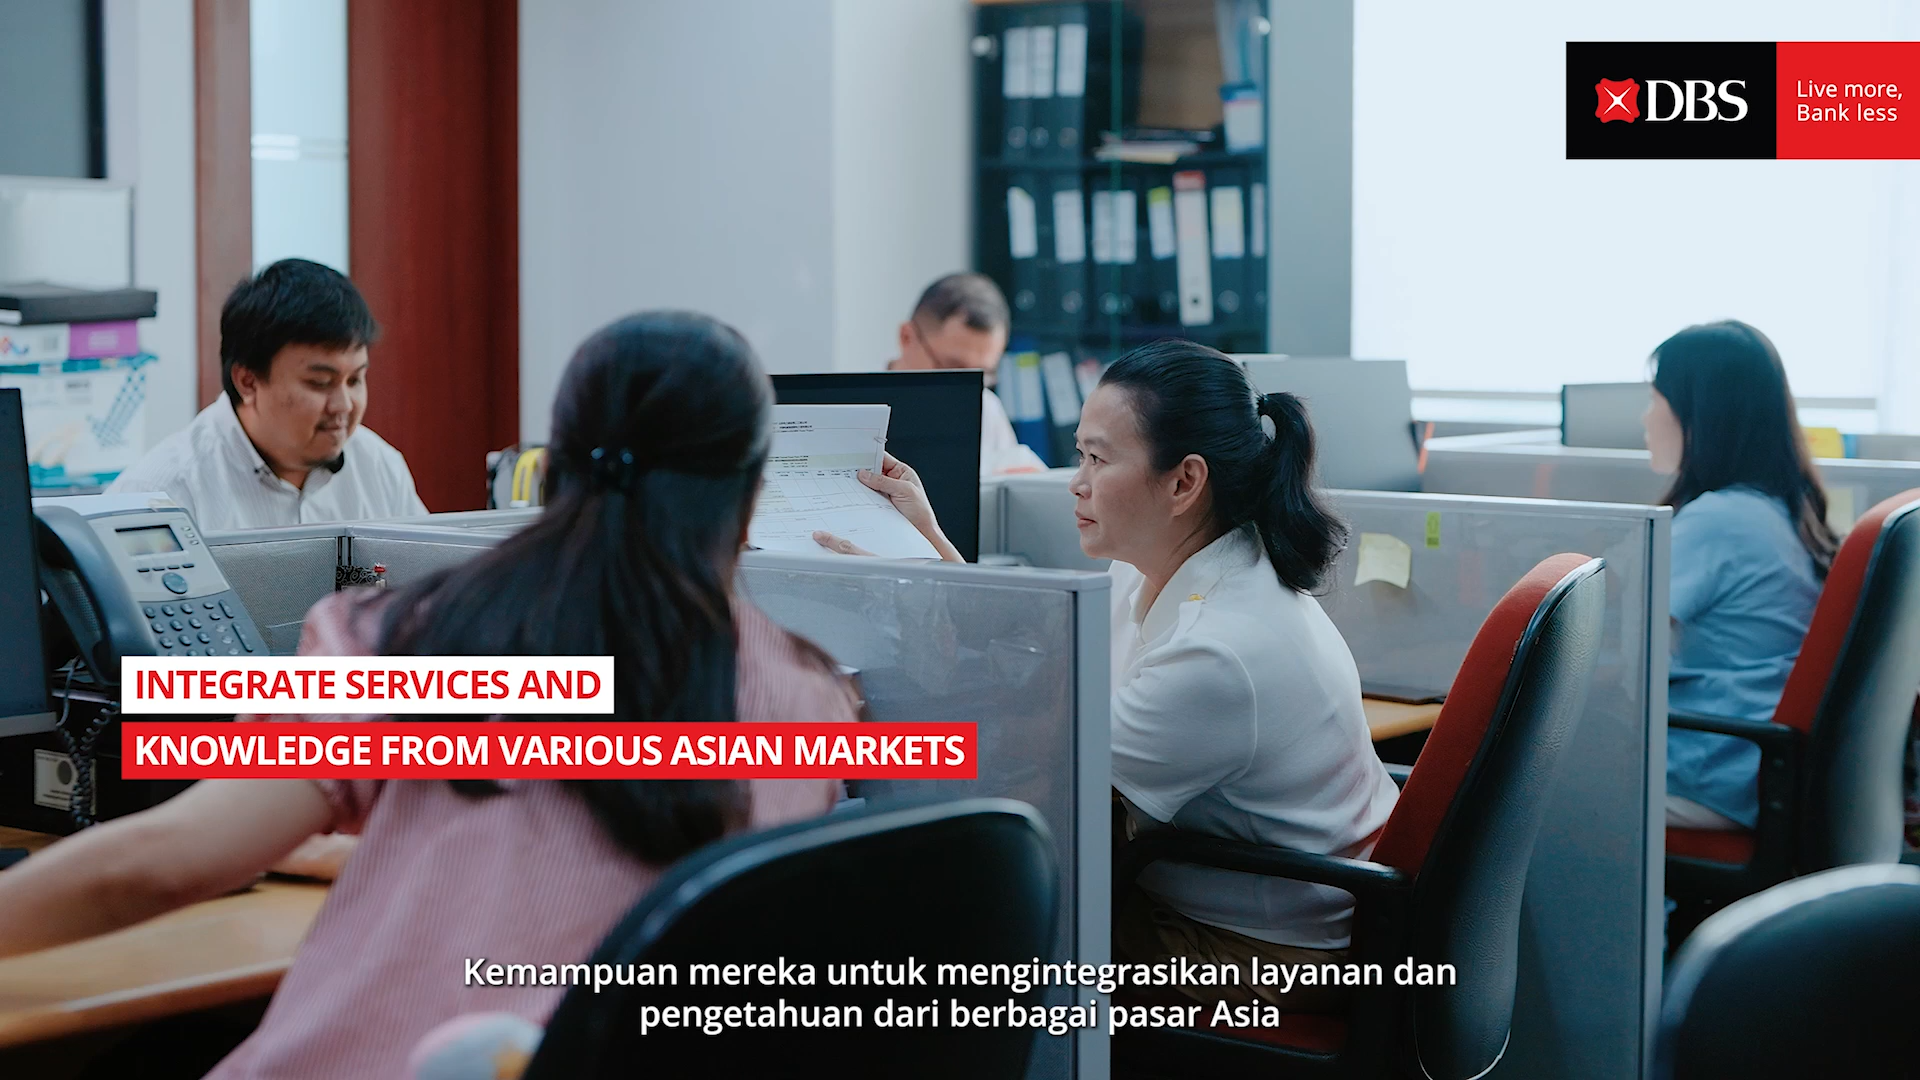 DBS
Live more,
Bank less
INTEGRATE SERVICES AND
KNOWLEDGE FROM VARIOUS ASIAN MARKETS
Kemampuan mereka untuk mengintegrasikan layanan dan
pengetahuan dari berbagai pasar Asia